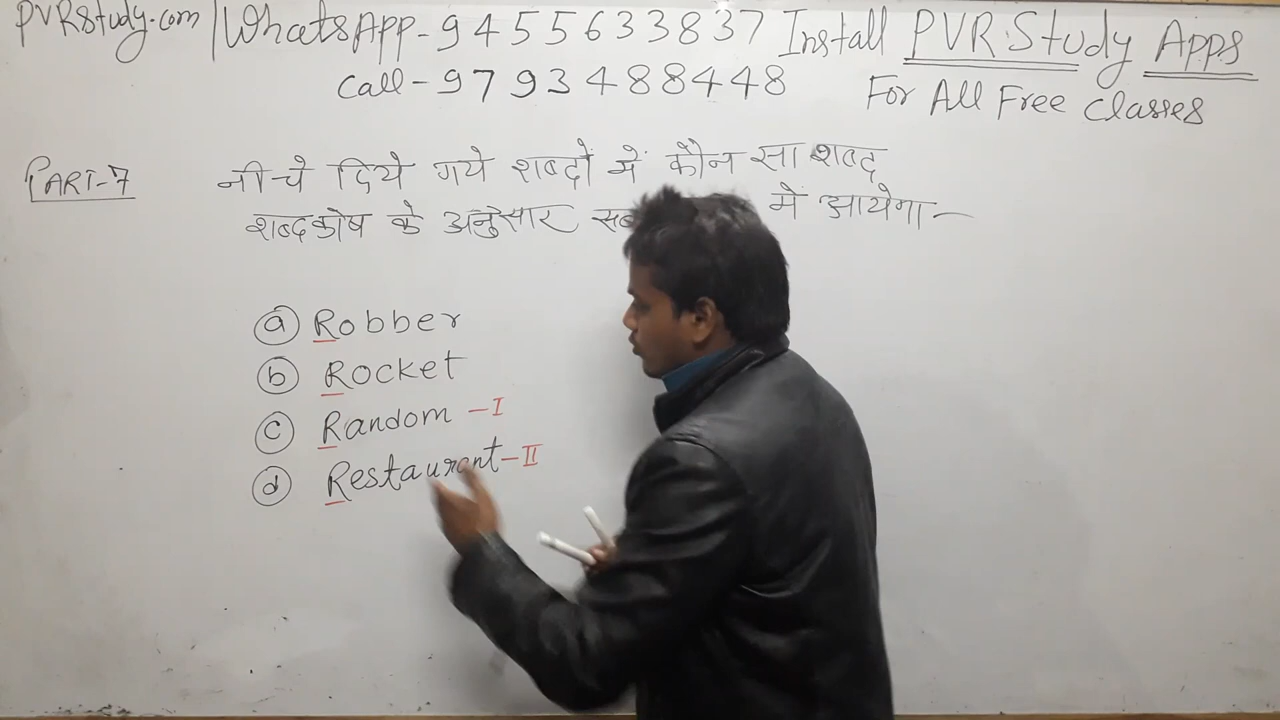 PVRStudy.com | WhatsApp - 9455633837 Install PVR Study Apps
Call - 9793488448 For All Free Classes
PART-7 नीचे दिये गये शब्दों में कौन सा शब्द
शब्दकोष के अनुसार में आयेगा —
(a) Robber
(b) Rocket
(c) Random - I
(d) Restaurant - II